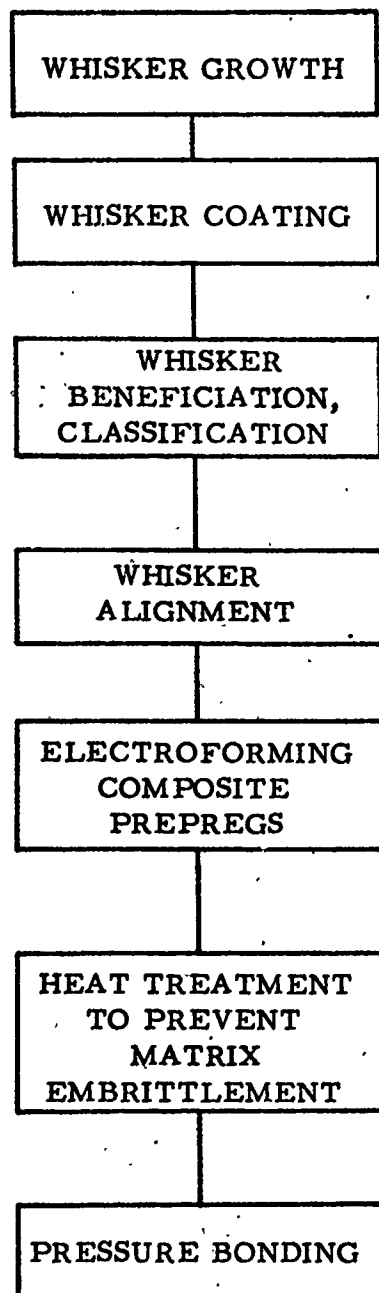 WHISKER GROWTH
WHISKER COATING
WHISKER
BENEFICIATION,
CLASSIFICATION
WHISKER
ALIGNMENT
ELECTROFORMING
COMPOSITE
PREPREGS
HEAT TREATMENT
TO PREVENT
MATRIX
EMBRITTLEMENT
PRESSURE BONDING